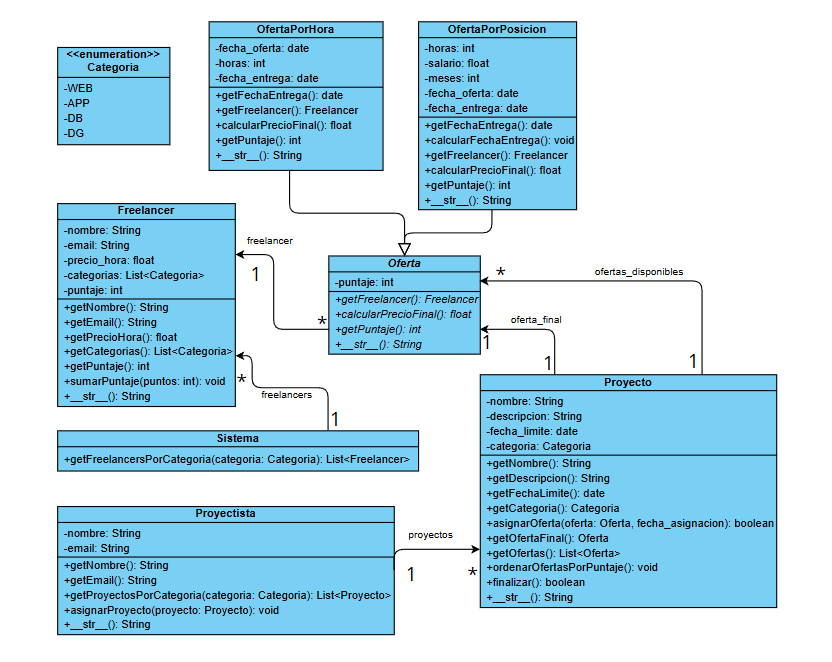 <<enumeration>>
Categoria
-WEB
-APP
-DB
-DG
OfertaPorHora
-fecha_oferta: date
-horas: int
-fecha_entrega: date
+getFechaEntrega(): date
+getFreelancer(): Freelancer
+calcularPrecioFinal(): float
+getPuntaje(): int
+__str__(): String
OfertaPorPosicion
-horas: int
-salario: float
-meses: int
-fecha_oferta: date
-fecha_entrega: date
+getFechaEntrega(): date
+calcularFechaEntrega(): void
+getFreelancer(): Freelancer
+calcularPrecioFinal(): float
+getPuntaje(): int
+__str__(): String
Freelancer
-nombre: String
-email: String
-precio_hora: float
-categorias: List<Categoria>
-puntaje: int
+getNombre(): String
+getEmail(): String
+getPrecioHora(): float
+getCategorias(): List<Categoria>
+getPuntaje(): int
+sumarPuntaje(puntos: int): void
+__str__(): String
freelancer
1
*
Oferta
-puntaje: int
+getFreelancer(): Freelancer
+calcularPrecioFinal(): float
+getPuntaje(): int
+__str__(): String
*
ofertas_disponibles
1
oferta_final
1
1
*
freelancers
1
Sistema
+getFreelancersPorCategoria(categoria: Categoria): List<Freelancer>
Proyecto
-nombre: String
-descripcion: String
-fecha_limite: date
-categoria: Categoria
+getNombre(): String
+getDescripcion(): String
+getFechaLimite(): date
+getCategoria(): Categoria
+asignarOferta(oferta: Oferta, fecha_asignacion): boolean
+getOfertaFinal(): Oferta
+getOfertas(): List<Oferta>
+ordenarOfertasPorPuntaje(): void
+finalizar(): boolean
+__str__(): String
Proyectista
-nombre: String
-email: String
+getNombre(): String
+getEmail(): String
+getProyectosPorCategoria(categoria: Categoria): List<Proyecto>
+asignarProyecto(proyecto: Proyecto): void
+__str__(): String
proyectos
1
*